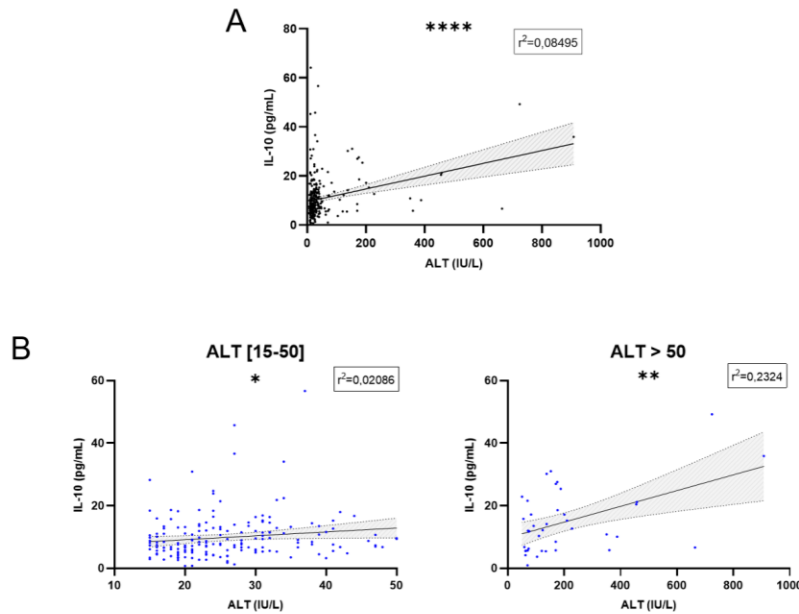 A
****
r²=0,08495
80
60
40
20
0
IL-10 (pg/mL)
0 200 400 600 800 1000
ALT (IU/L)
B
ALT [15-50]
*
r²=0,02086
60
40
20
0
IL-10 (pg/mL)
10 20 30 40 50
ALT (IU/L)
ALT > 50
**
r²=0,2324
60
40
20
0
IL-10 (pg/mL)
0 200 400 600 800 1000
ALT (IU/L)